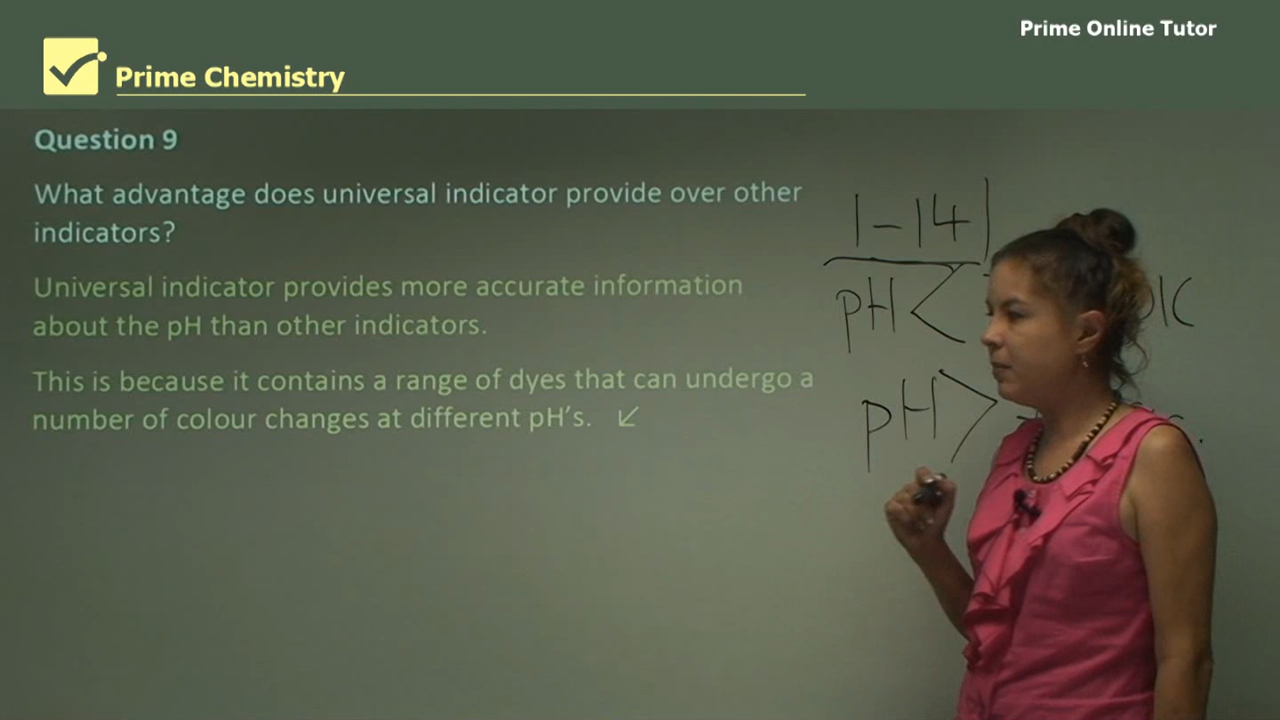 Prime Online Tutor
Prime Chemistry
Question 9
What advantage does universal indicator provide over other
indicators?
Universal indicator provides more accurate information
about the pH than other indicators.
This is because it contains a range of dyes that can undergo a
number of colour changes at different pH's. ↙
1-14
pH <
pH >